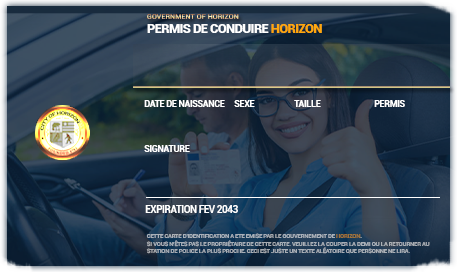 GOVERNMENT OF HORIZON
PERMIS DE CONDUIRE HORIZON
DATE DE NAISSANCE SEXE TAILLE PERMIS
CITY OF HORIZON
SIGNATURE
EXPIRATION FEV 2043
CETTE CARTE D'IDENTIFICATION A ETE EMISE PAR LE GOUVERNEMENT DE HORIZON.
SI VOUS N'ÊTES PAS LE PROPRIÉTAIRE DE CETTE CARTE. VEUILLEZ LA COUPER LA DEMI OU LA RETOURNER AU
STATION DE POLICE LA PLUS PROCHE. CECI EST JUSTE UN TEXTE ALÉATOIRE QUE PERSONNE NE LIRA.